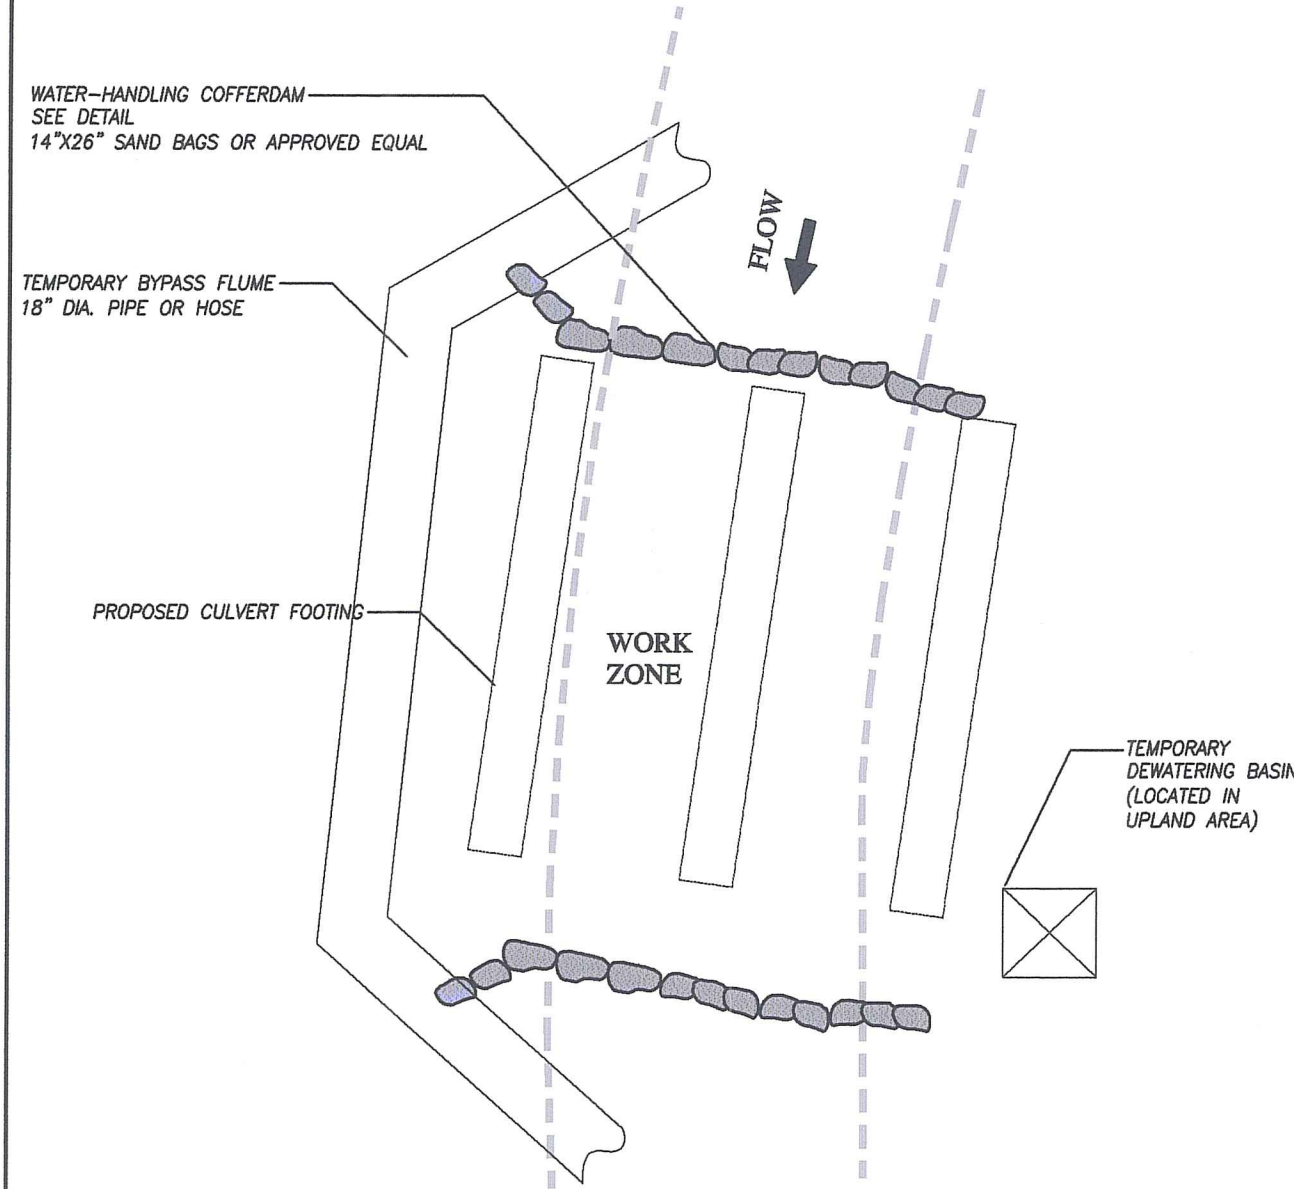 WATER-HANDLING COFFERDAM
SEE DETAIL
14"X26" SAND BAGS OR APPROVED EQUAL
FLOW
TEMPORARY BYPASS FLUME
18" DIA. PIPE OR HOSE
PROPOSED CULVERT FOOTING
WORK
ZONE
TEMPORARY
DEWATERING BASIN
(LOCATED IN
UPLAND AREA)